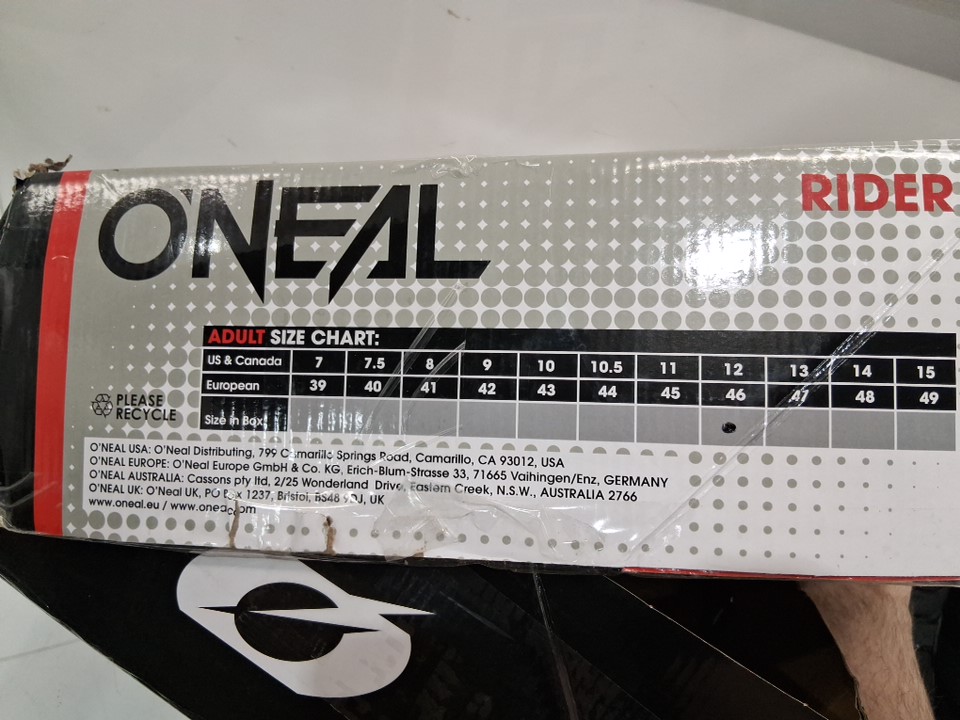 O'NEAL
RIDER
ADULT SIZE CHART:
US & Canada 7 7.5 8 9 10 10.5 11 12 13 14 15
European 39 40 41 42 43 44 45 46 47 48 49
Size in Box:
PLEASE
RECYCLE
O'NEAL USA: O'Neal Distributing, 799 Camarillo Springs Road, Camarillo, CA 93012, USA
O'NEAL EUROPE: O'Neal Europe GmbH & Co. KG, Erich-Blum-Strasse 33, 71665 Vaihingen/Enz, GERMANY
O'NEAL AUSTRALIA: Cassons pty ltd, 2/25 Wonderland Drive, Eastern Creek, N.S.W., AUSTRALIA 2766
O'NEAL UK: O'Neal UK, PO Box 1237, Bristol, BS48 9DJ, UK
www.oneal.eu / www.oneal.com